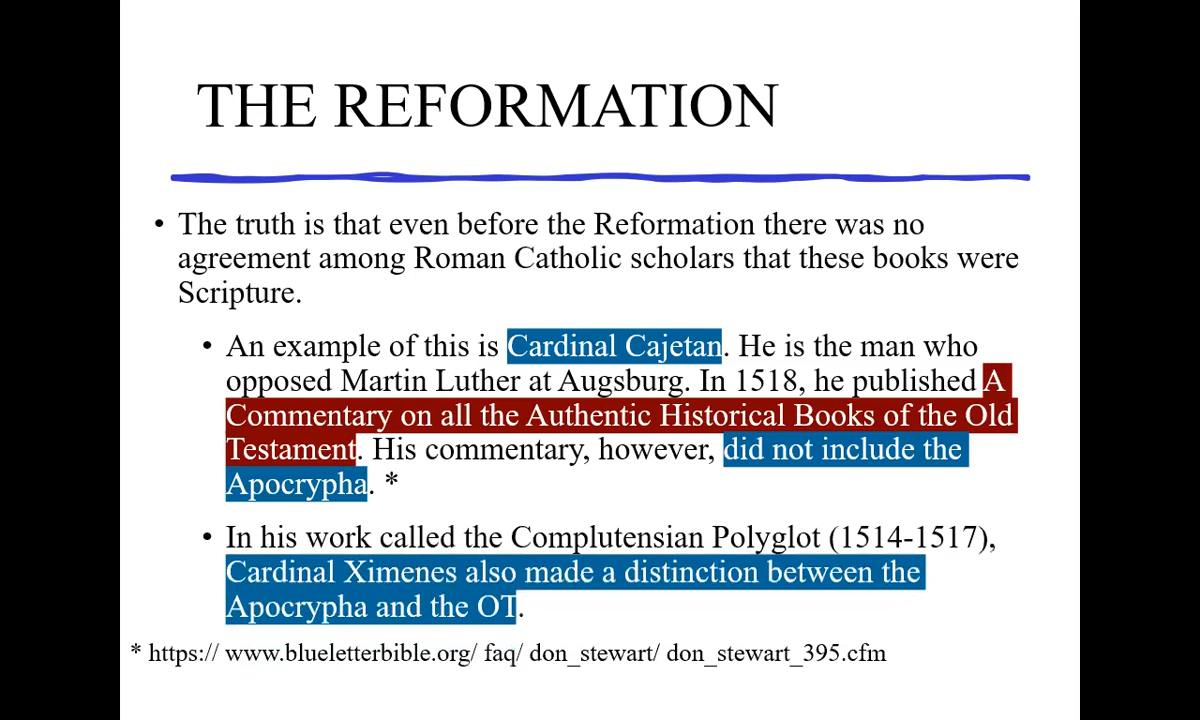 THE REFORMATION
• The truth is that even before the Reformation there was no
agreement among Roman Catholic scholars that these books were
Scripture.
• An example of this is Cardinal Cajetan. He is the man who
opposed Martin Luther at Augsburg. In 1518, he published A
Commentary on all the Authentic Historical Books of the Old
Testament. His commentary, however, did not include the
Apocrypha. *
• In his work called the Complutensian Polyglot (1514-1517),
Cardinal Ximenes also made a distinction between the
Apocrypha and the OT.
* https:// www.blueletterbible.org/ faq/ don_stewart/ don_stewart_395.cfm